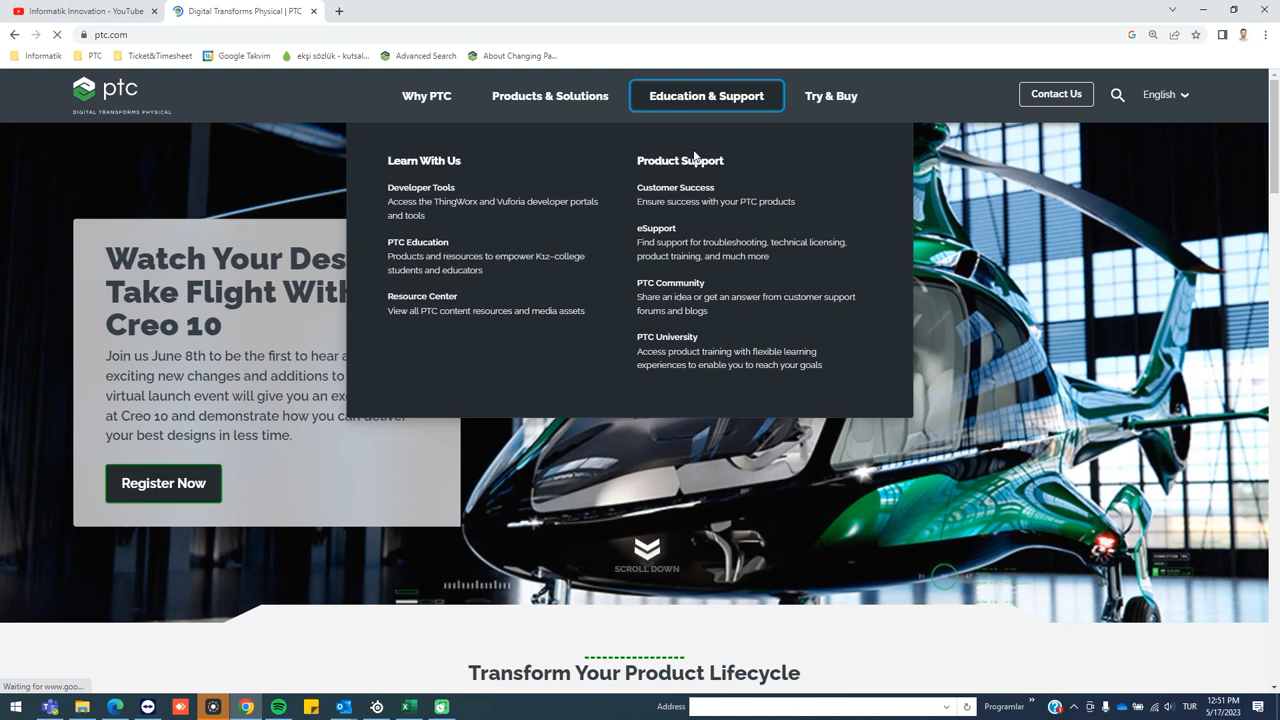 Informatik Innovation - YouTube
Digital Transforms Physical | PTC
ptc.com
Informatik
PTC
Ticket&Timesheet
Google Takvim
ekşi sözlük - kutsal...
Advanced Search
About Changing Pa...
ptc
DIGITAL TRANSFORMS PHYSICAL
Why PTC
Products & Solutions
Education & Support
Try & Buy
Contact Us
English
Learn With Us
Developer Tools
Access the ThingWorx and Vuforia developer portals
and tools
PTC Education
Products and resources to empower K12-college
students and educators
Resource Center
View all PTC content resources and media assets
Product Support
Customer Success
Ensure success with your PTC products
eSupport
Find support for troubleshooting, technical licensing,
product training, and much more
PTC Community
Share an idea or get an answer from customer support
forums and blogs
PTC University
Access product training with flexible learning
experiences to enable you to reach your goals
Watch Your Des
Take Flight With
Creo 10
Join us June 8th to be the first to hear a
exciting new changes and additions to
virtual launch event will give you an ex
at Creo 10 and demonstrate how you can deliver
your best designs in less time.
Register Now
SCROLL DOWN
Transform Your Product Lifecycle
Waiting for www.goo...
Address
Programlar
TUR
12:51 PM
5/17/2023